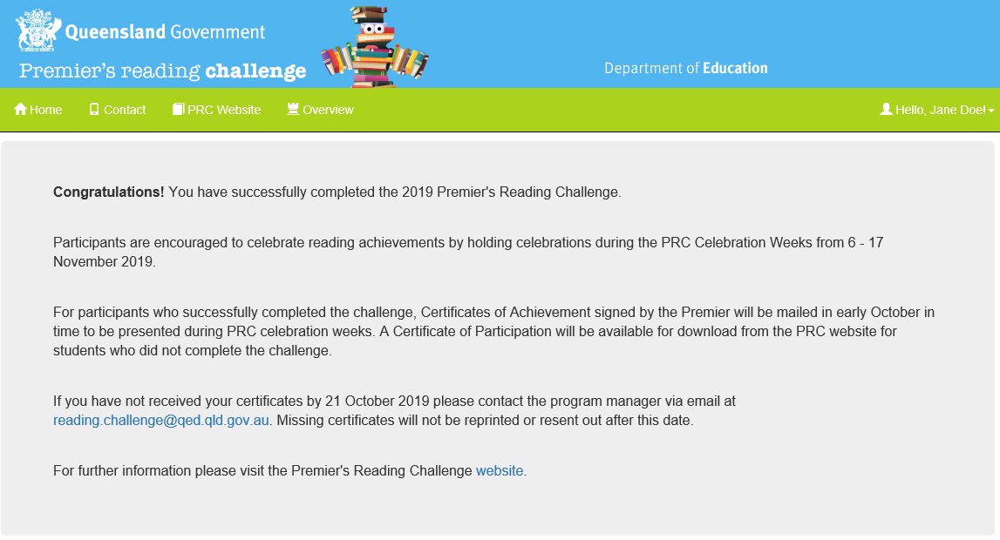 Queensland Government
Premier's reading challenge
Department of Education
Home Contact PRC Website Overview Hello, Jane Doe!
Congratulations! You have successfully completed the 2019 Premier's Reading Challenge.
Participants are encouraged to celebrate reading achievements by holding celebrations during the PRC Celebration Weeks from 6 - 17
November 2019.
For participants who successfully completed the challenge, Certificates of Achievement signed by the Premier will be mailed in early October in
time to be presented during PRC celebration weeks. A Certificate of Participation will be available for download from the PRC website for
students who did not complete the challenge.
If you have not received your certificates by 21 October 2019 please contact the program manager via email at
reading.challenge@qed.qld.gov.au. Missing certificates will not be reprinted or resent out after this date.
For further information please visit the Premier's Reading Challenge website.